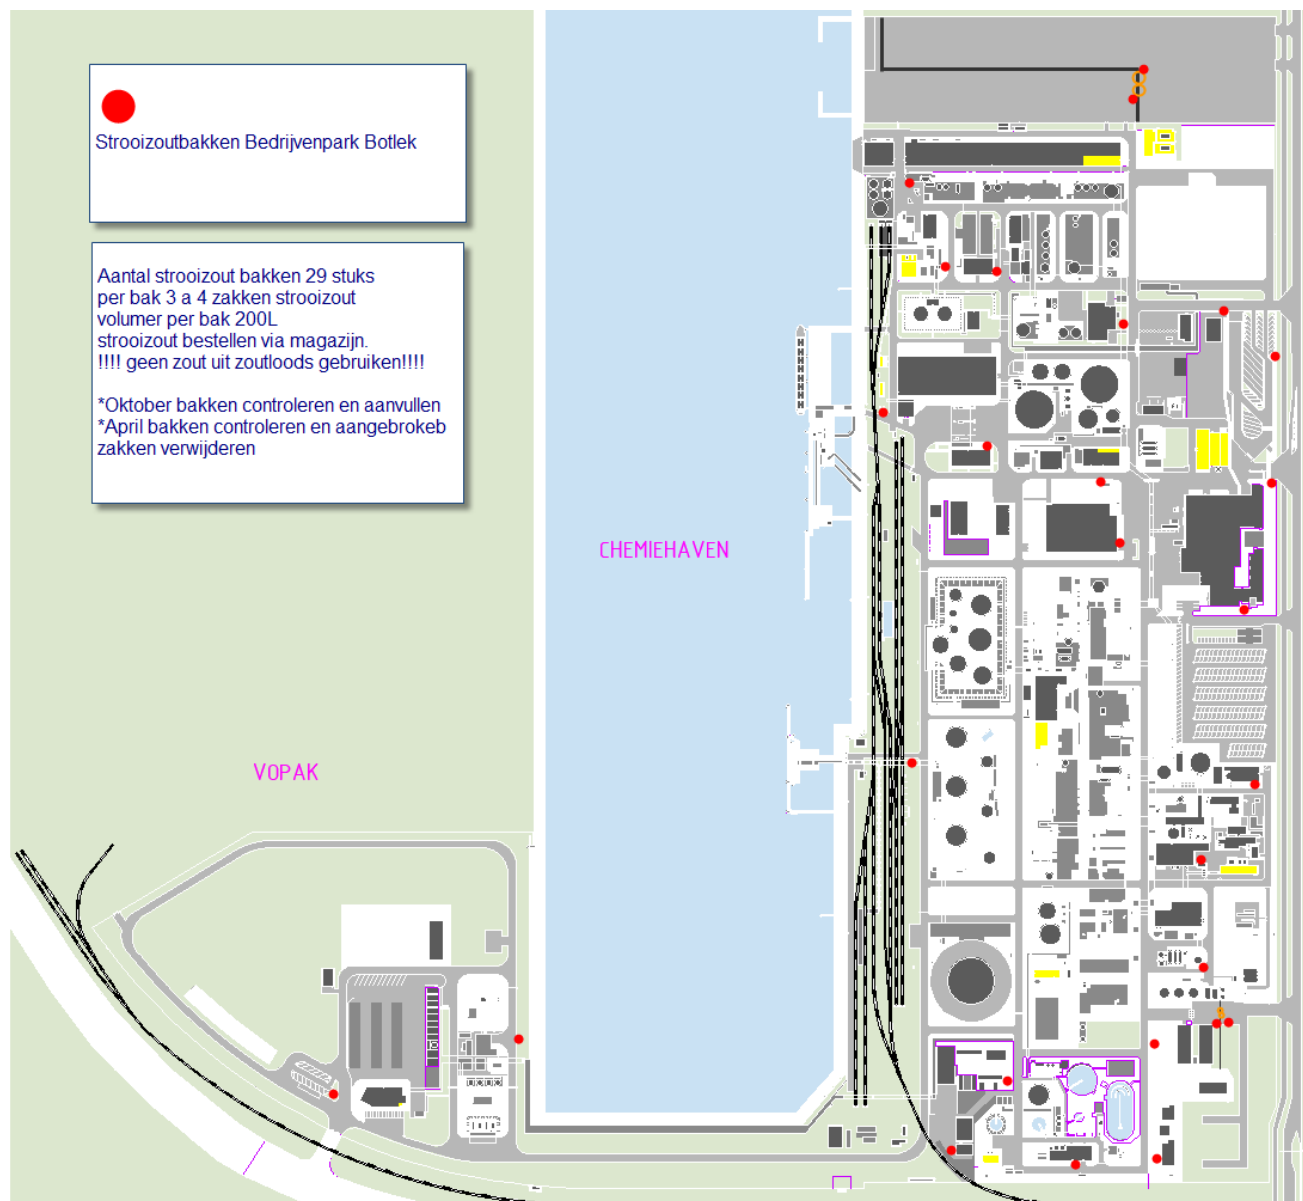 Strooizoutbakken Bedrijvenpark Botlek
Aantal strooizout bakken 29 stuks
per bak 3 a 4 zakken strooizout
volumer per bak 200L
strooizout bestellen via magazijn.
!!!! geen zout uit zoutloods gebruiken!!!!
*Oktober bakken controleren en aanvullen
*April bakken controleren en aangebrokeb
zakken verwijderen
CHEMIEHAVEN
VOPAK